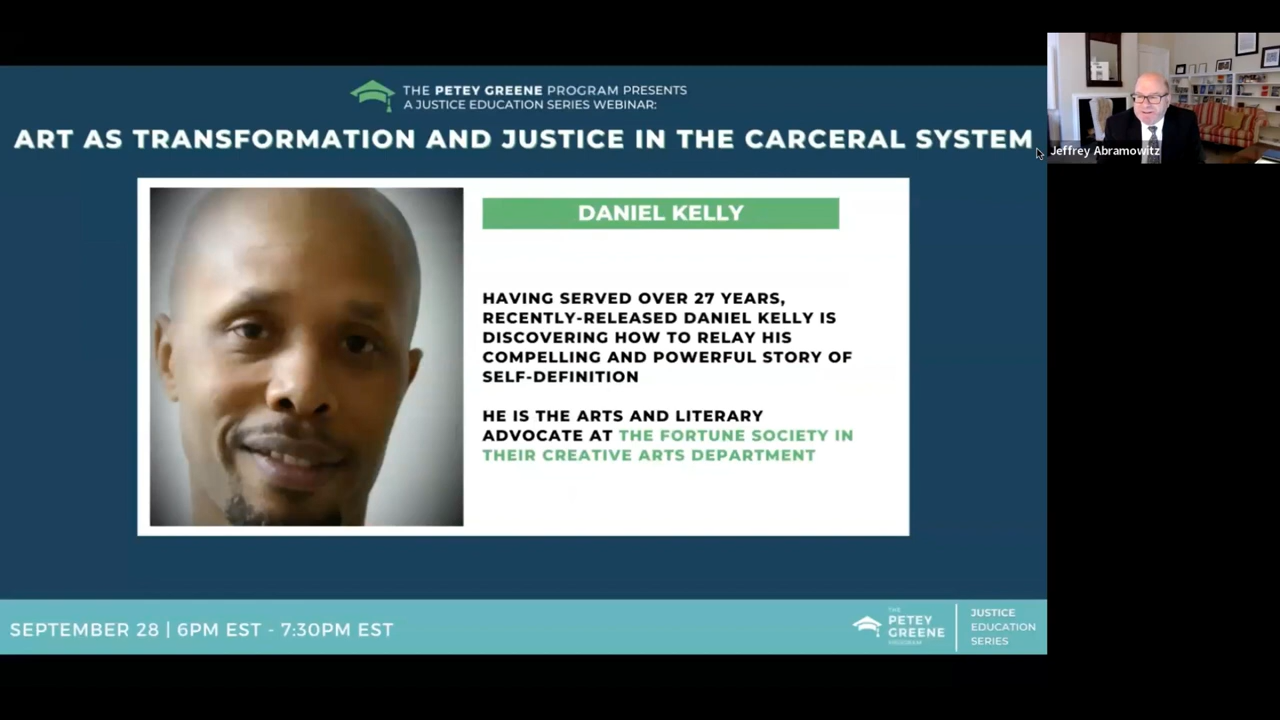 THE PETEY GREENE PROGRAM PRESENTS
A JUSTICE EDUCATION SERIES WEBINAR:
ART AS TRANSFORMATION AND JUSTICE IN THE CARCERAL SYSTEM
Jeffrey Abramowitz
DANIEL KELLY
HAVING SERVED OVER 27 YEARS,
RECENTLY-RELEASED DANIEL KELLY IS
DISCOVERING HOW TO RELAY HIS
COMPELLING AND POWERFUL STORY OF
SELF-DEFINITION
HE IS THE ARTS AND LITERARY
ADVOCATE AT THE FORTUNE SOCIETY IN
THEIR CREATIVE ARTS DEPARTMENT
SEPTEMBER 28 | 6PM EST - 7:30PM EST
THE
PETEY
GREENE
PROGRAM
JUSTICE
EDUCATION
SERIES